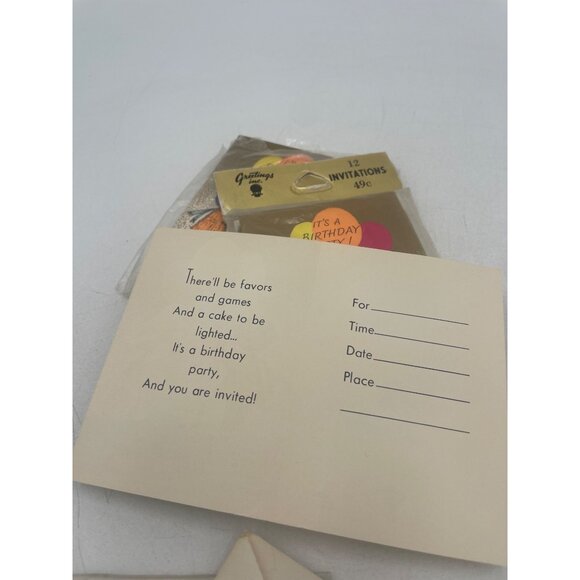 Greetings
inc.
12
INVITATIONS
49¢
IT'S A
BIRTHDAY
PARTY!
There'll be favors
and games
And a cake to be
lighted...
It's a birthday
party,
And you are invited!
For
Time
Date
Place